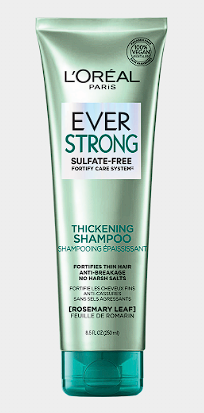 100% VEGAN
L'ORÉAL
PARIS
EVER
STRONG
SULFATE-FREE
FORTIFY CARE SYSTEM
THICKENING
SHAMPOO
SHAMPOOING ÉPAISSISSANT
FORTIFIES THIN HAIR
ANTI-BREAKAGE
NO HARSH SALTS
FORTIFIE LES CHEVEUX FINS
ANTI-CASSURES
SANS SELS AGRESSANTS
[ROSEMARY LEAF]
FEUILLE DE ROMARIN
8.5 FL OZ (250 ml)